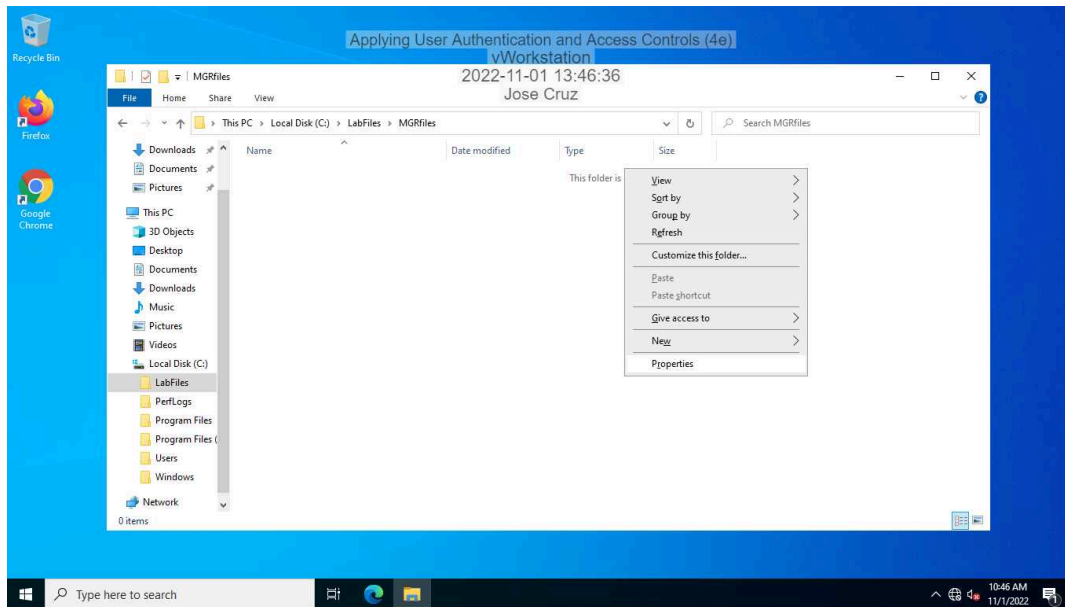 Recycle Bin
Applying User Authentication and Access Controls (4e)
vWorkstation
2022-11-01 13:46:36
Jose Cruz
MGRfiles
File Home Share View
This PC > Local Disk (C:) > LabFiles > MGRfiles
Search MGRfiles
Firefox
Google
Chrome
Name Date modified Type Size
This folder is
Downloads
Documents
Pictures
This PC
3D Objects
Desktop
Documents
Downloads
Music
Pictures
Videos
Local Disk (C:)
LabFiles
PerfLogs
Program Files
Program Files (
Users
Windows
Network
0 items
View
Sort by
Group by
Refresh
Customize this folder...
Paste
Paste shortcut
Give access to
New
Properties
Type here to search
10:46 AM
11/1/2022
1